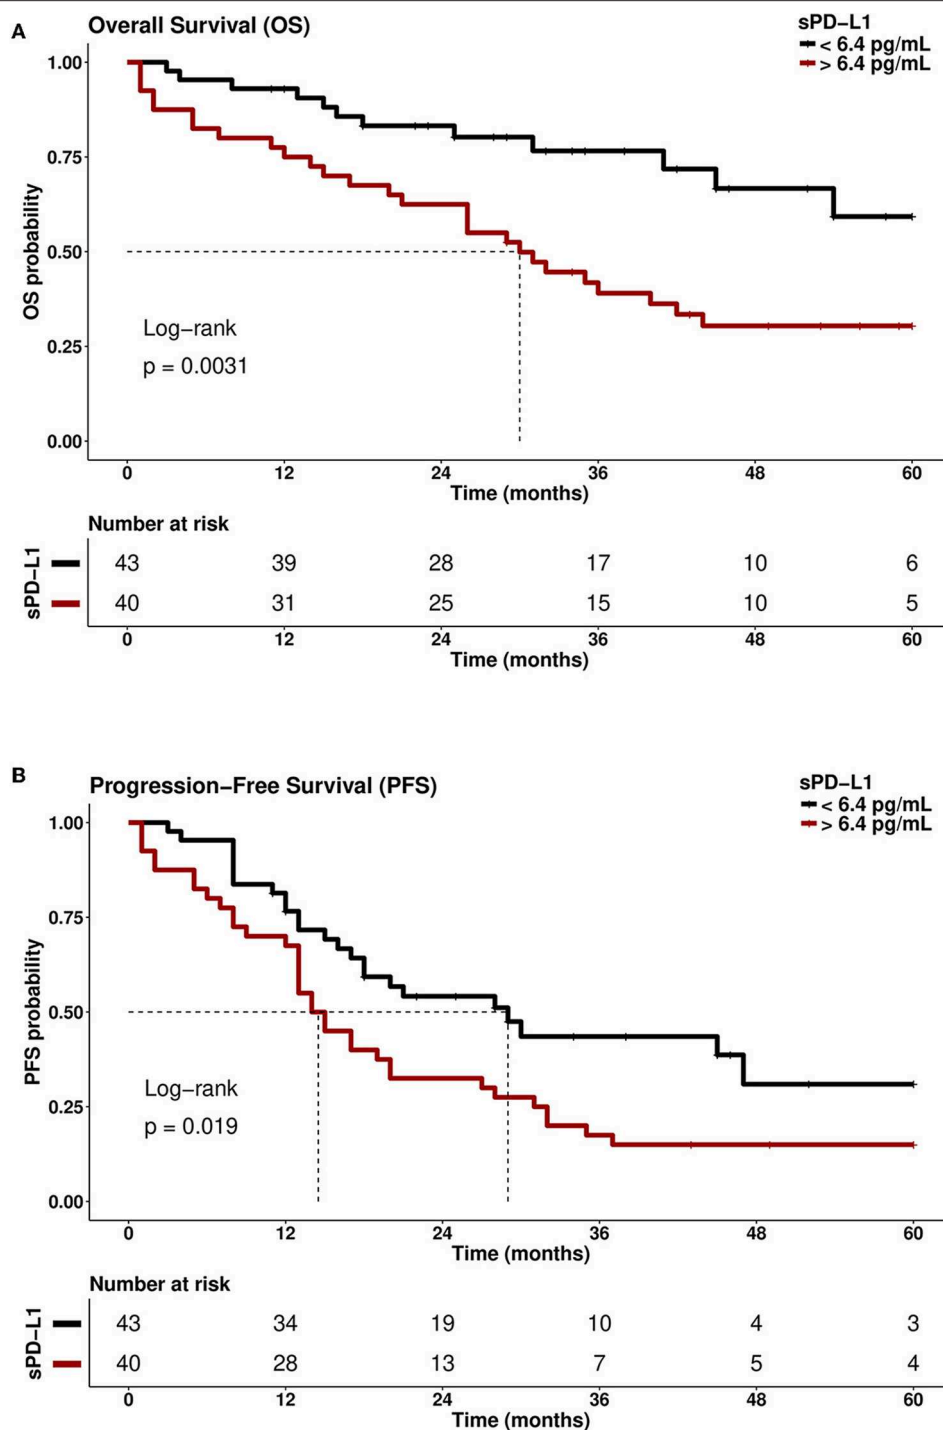 A
Overall Survival (OS)
sPD−L1
< 6.4 pg/mL
> 6.4 pg/mL
1.00
0.75
0.50
0.25
0.00
OS probability
Log−rank
p = 0.0031
0 12 24 36 48 60
Time (months)
Number at risk
sPD−L1
43 39 28 17 10 6
40 31 25 15 10 5
0 12 24 36 48 60
Time (months)
B
Progression−Free Survival (PFS)
sPD−L1
< 6.4 pg/mL
> 6.4 pg/mL
1.00
0.75
0.50
0.25
0.00
PFS probability
Log−rank
p = 0.019
0 12 24 36 48 60
Time (months)
Number at risk
sPD−L1
43 34 19 10 4 3
40 28 13 7 5 4
0 12 24 36 48 60
Time (months)